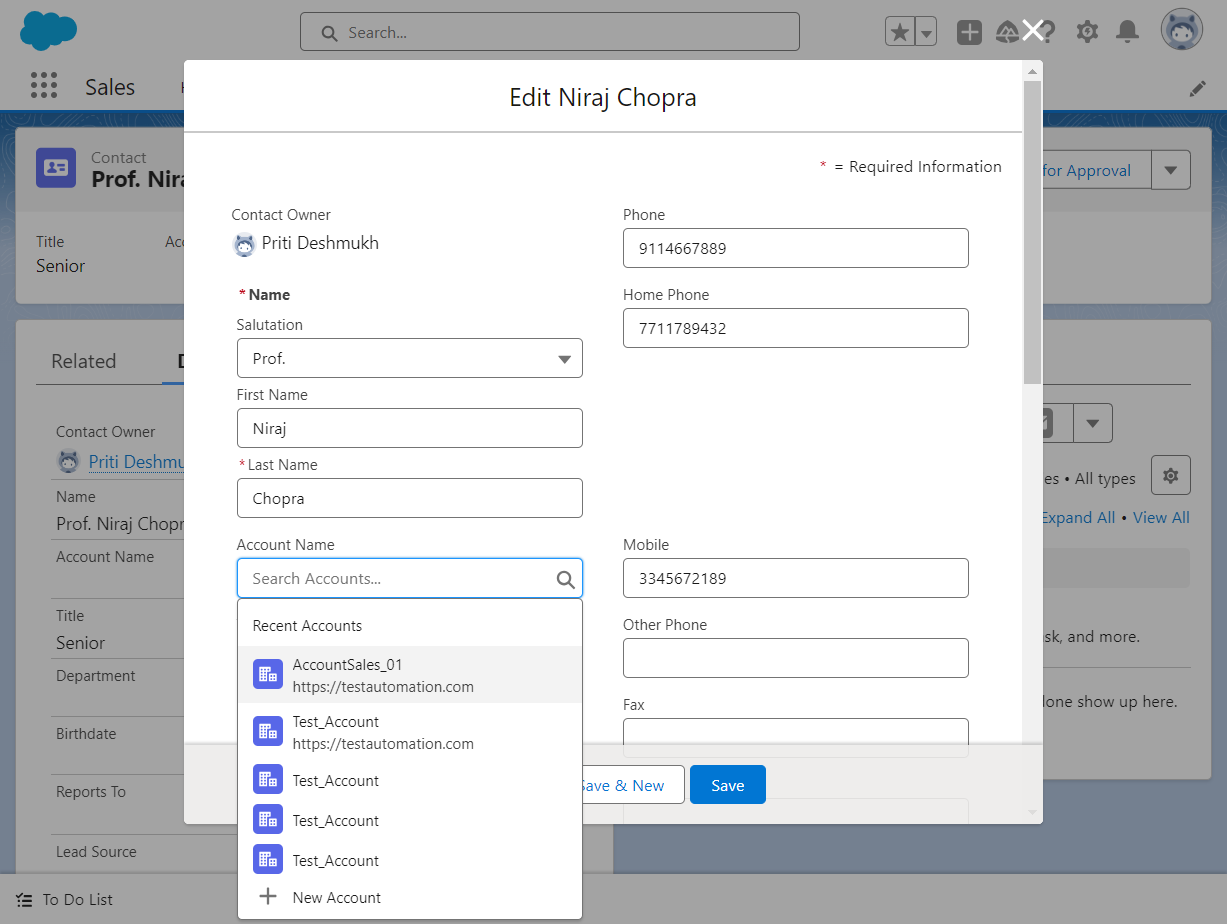 Search...
Sales
Edit Niraj Chopra
* = Required Information
Contact
Prof. Nira
for Approval
Title
Senior
Contact Owner
Priti Deshmukh
Phone
9114667889
*Name
Salutation
Prof.
Home Phone
7711789432
First Name
Niraj
*Last Name
Chopra
Account Name
Search Accounts...
Mobile
3345672189
Other Phone
Fax
Recent Accounts
AccountSales_01
https://testautomation.com
Test_Account
https://testautomation.com
Test_Account
Test_Account
Test_Account
New Account
Save & New
Save
Related
Contact Owner
Priti Deshmu
Name
Prof. Niraj Chopr
Account Name
Title
Senior
Department
Birthdate
Reports To
Lead Source
es • All types
Expand All • View All
sk, and more.
done show up here.
To Do List